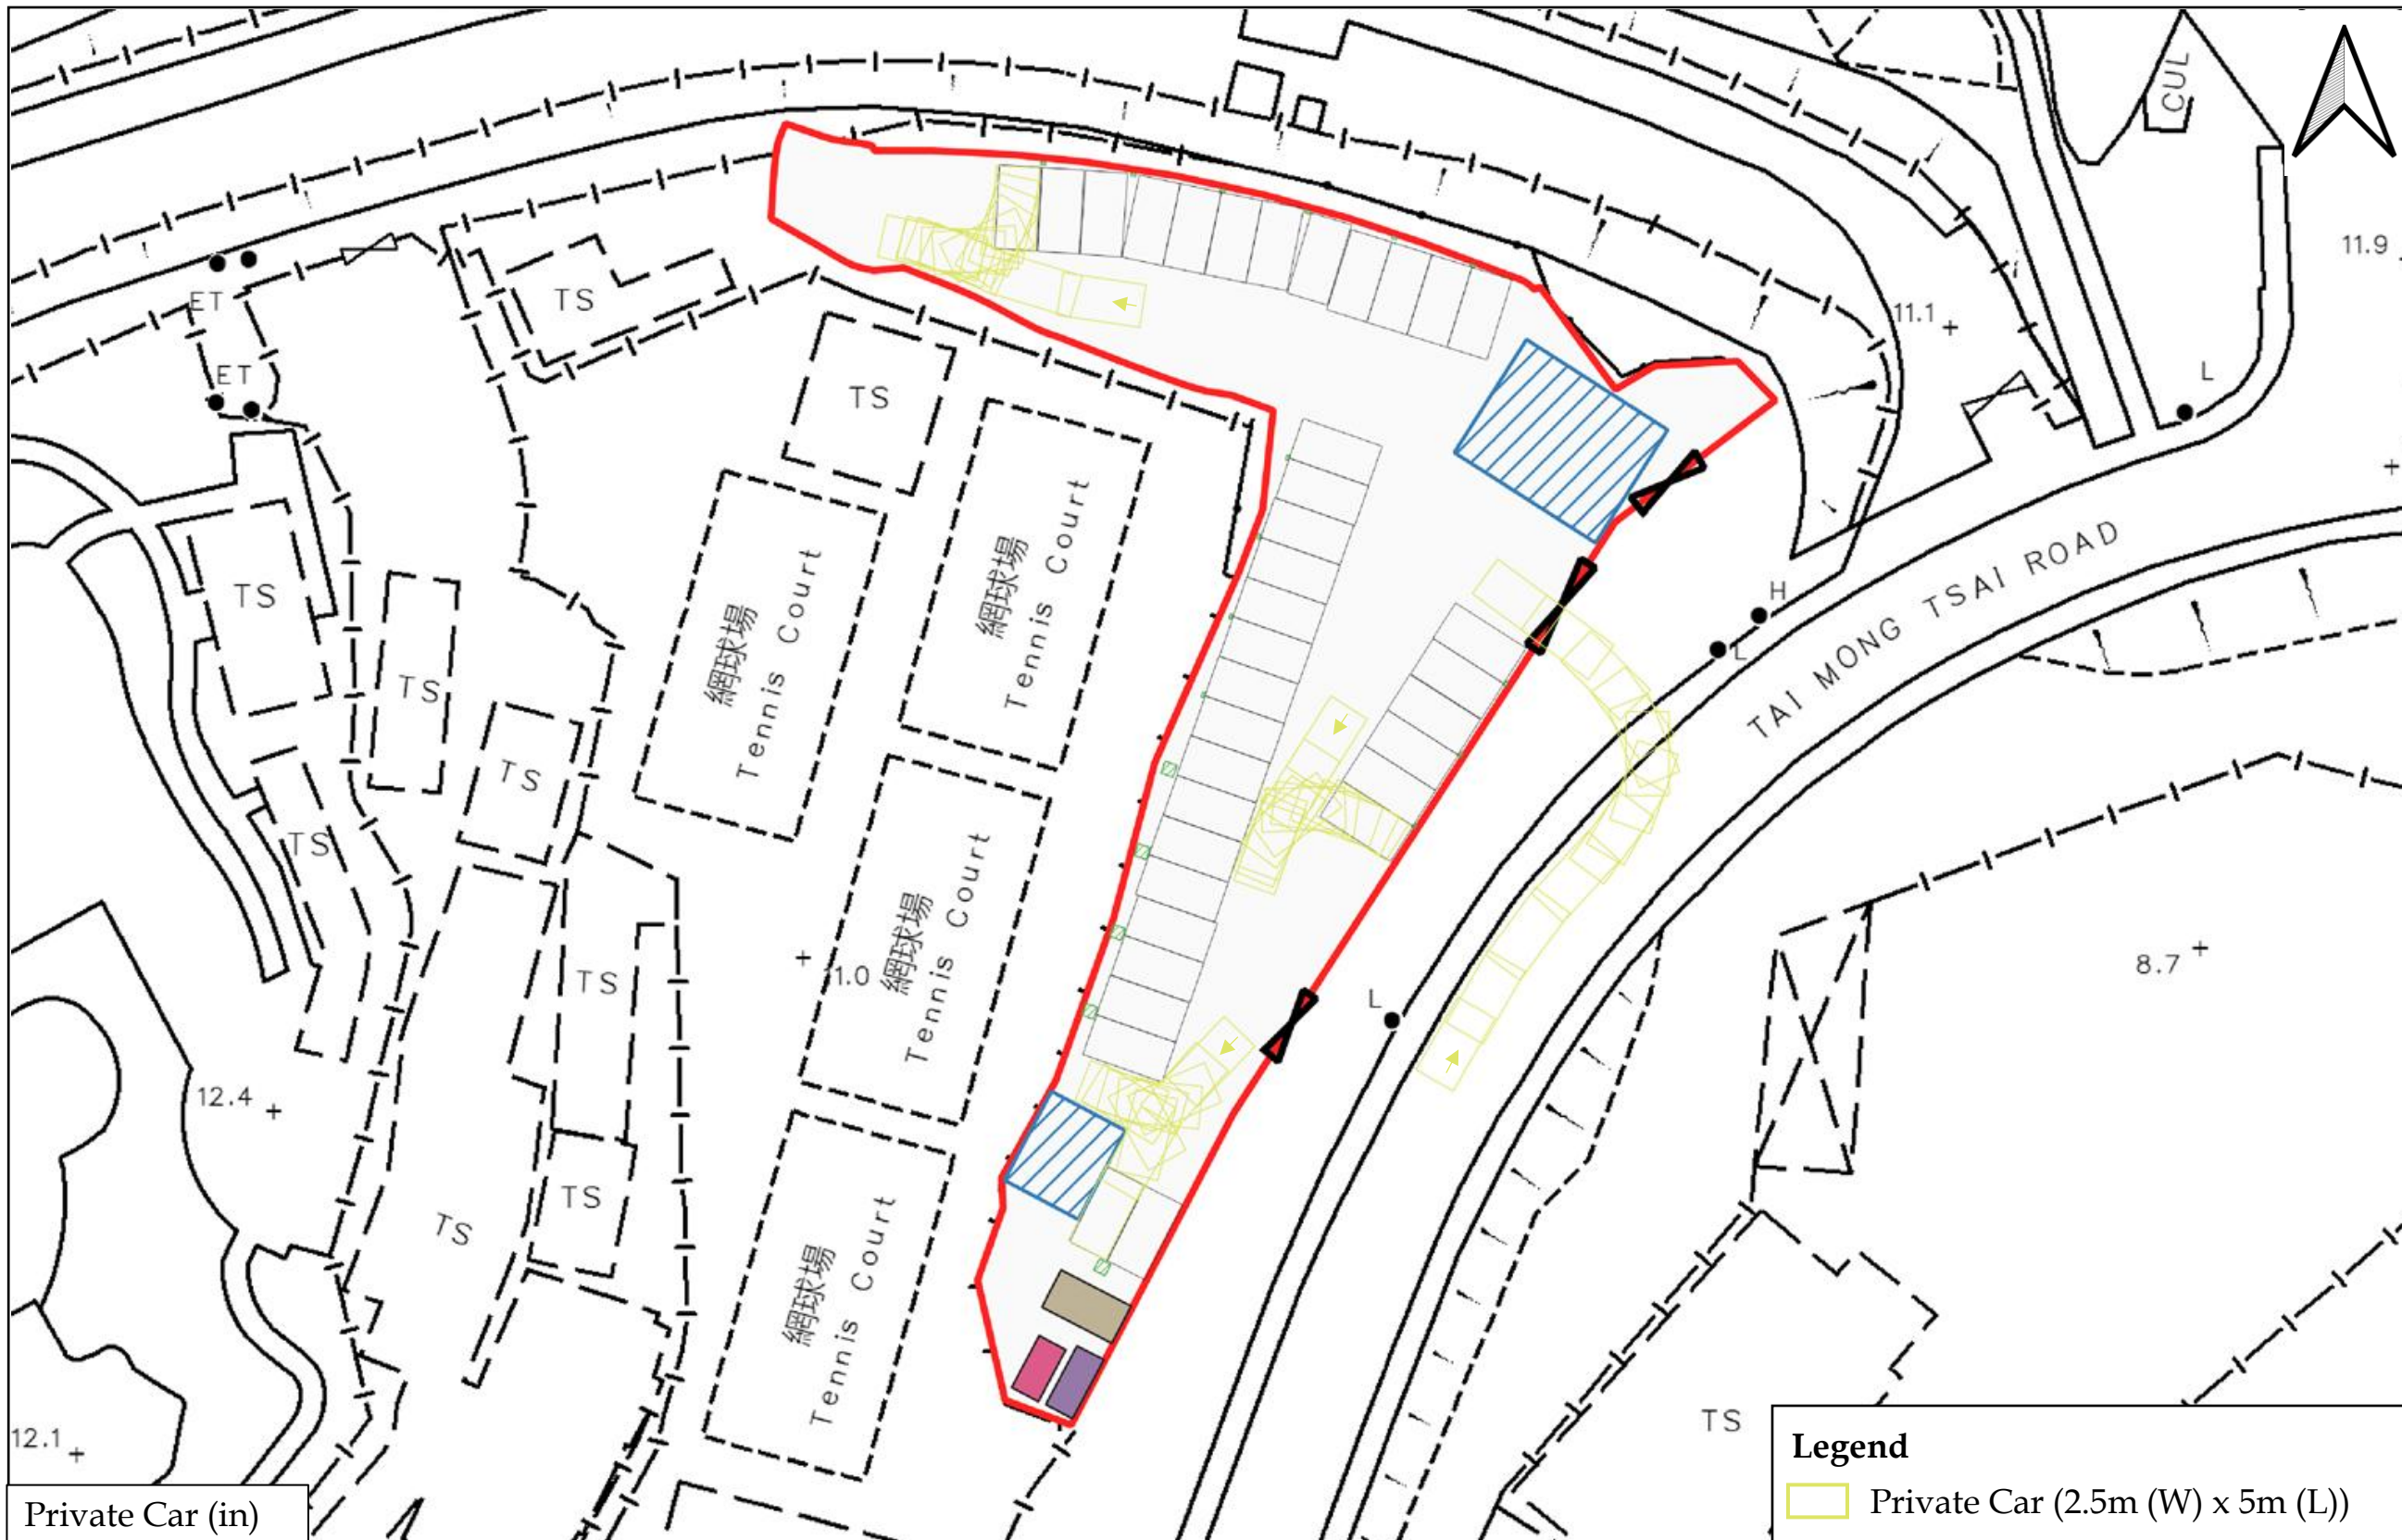 CUL
11.9
ET
TS
11.1
ET
L
TS
網球場
Tennis Court
網球場
Tennis Court
TS
H
L
TAI MONG TSAI ROAD
TS
TS
TS
網球場
Tennis Court
8.7
TS
1.0
L
12.4
TS
TS
網球場
Tennis Court
12.1
TS
Private Car (in)
Legend
Private Car (2.5m (W) x 5m (L))